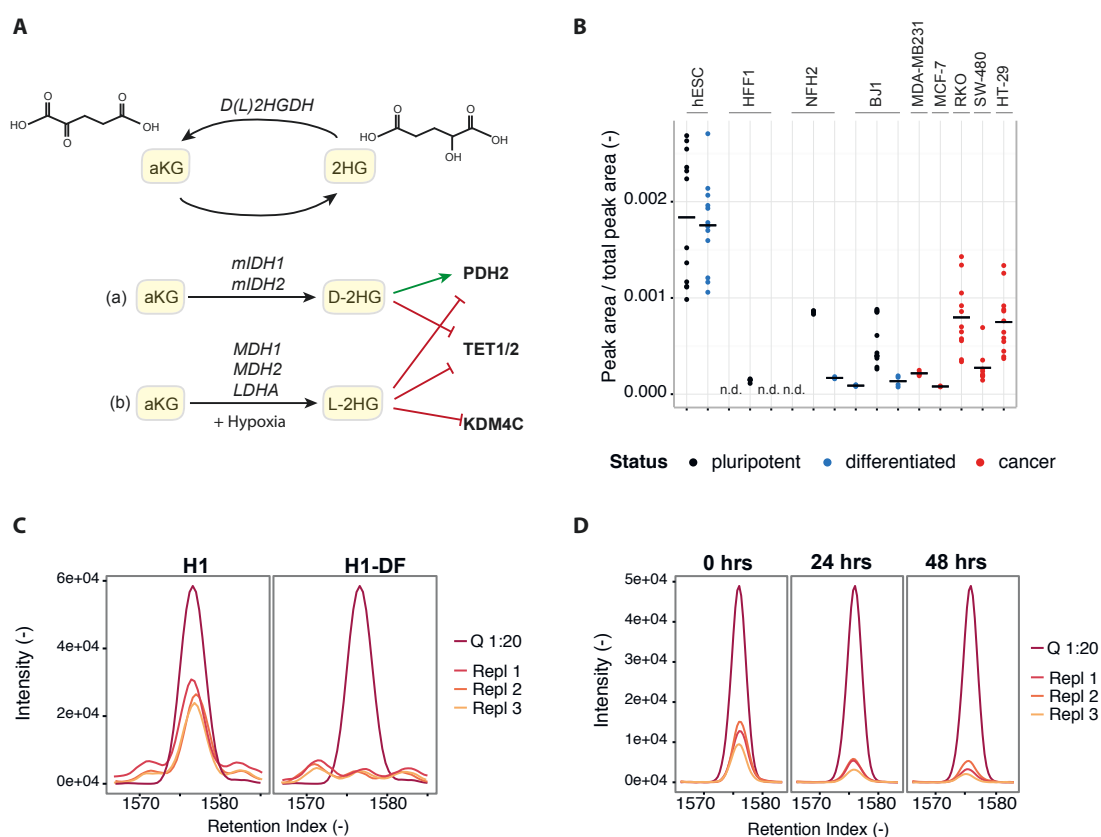 A
O
O
HO
OH
O
D(L)2HGDH
O
O
HO
OH
OH
aKG
2HG
(a)
aKG
mIDH1
mIDH2
D-2HG
PDH2
TET1/2
(b)
aKG
MDH1
MDH2
LDHA
+ Hypoxia
L-2HG
KDM4C
B
hESC
HFF1
NFH2
BJ1
MDA-MB231
MCF-7
RKO
SW-480
HT-29
Peak area / total peak area (-)
0.002
0.001
0.000
n.d.
n.d.
n.d.
Status
pluripotent
differentiated
cancer
C
H1
H1-DF
Intensity (-)
6e+04
4e+04
2e+04
0e+04
1570
1580
1570
1580
Retention Index (-)
Q 1:20
Repl 1
Repl 2
Repl 3
D
0 hrs
24 hrs
48 hrs
Intensity (-)
5e+04
4e+04
3e+04
2e+04
1e+04
0e+04
1570
1580
1570
1580
1570
1580
Retention Index (-)
Q 1:20
Repl 1
Repl 2
Repl 3